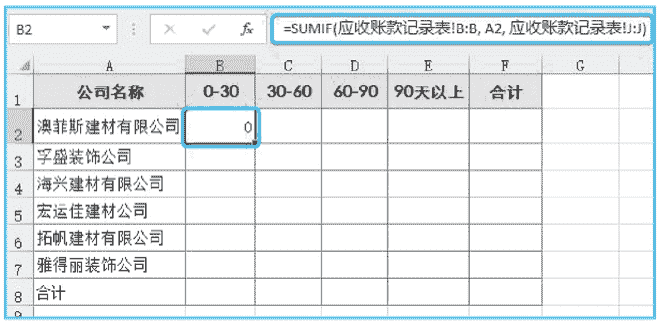 B2 fx =SUMIF(应收账款记录表!B:B, A2, 应收账款记录表!J:J)
A B C D E F G
1 公司名称 0-30 30-60 60-90 90天以上 合计
2 澳菲斯建材有限公司 0
3 孚盛装饰公司
4 海兴建材有限公司
5 宏运佳建材公司
6 拓帆建材有限公司
7 雅得丽装饰公司
8 合计
9